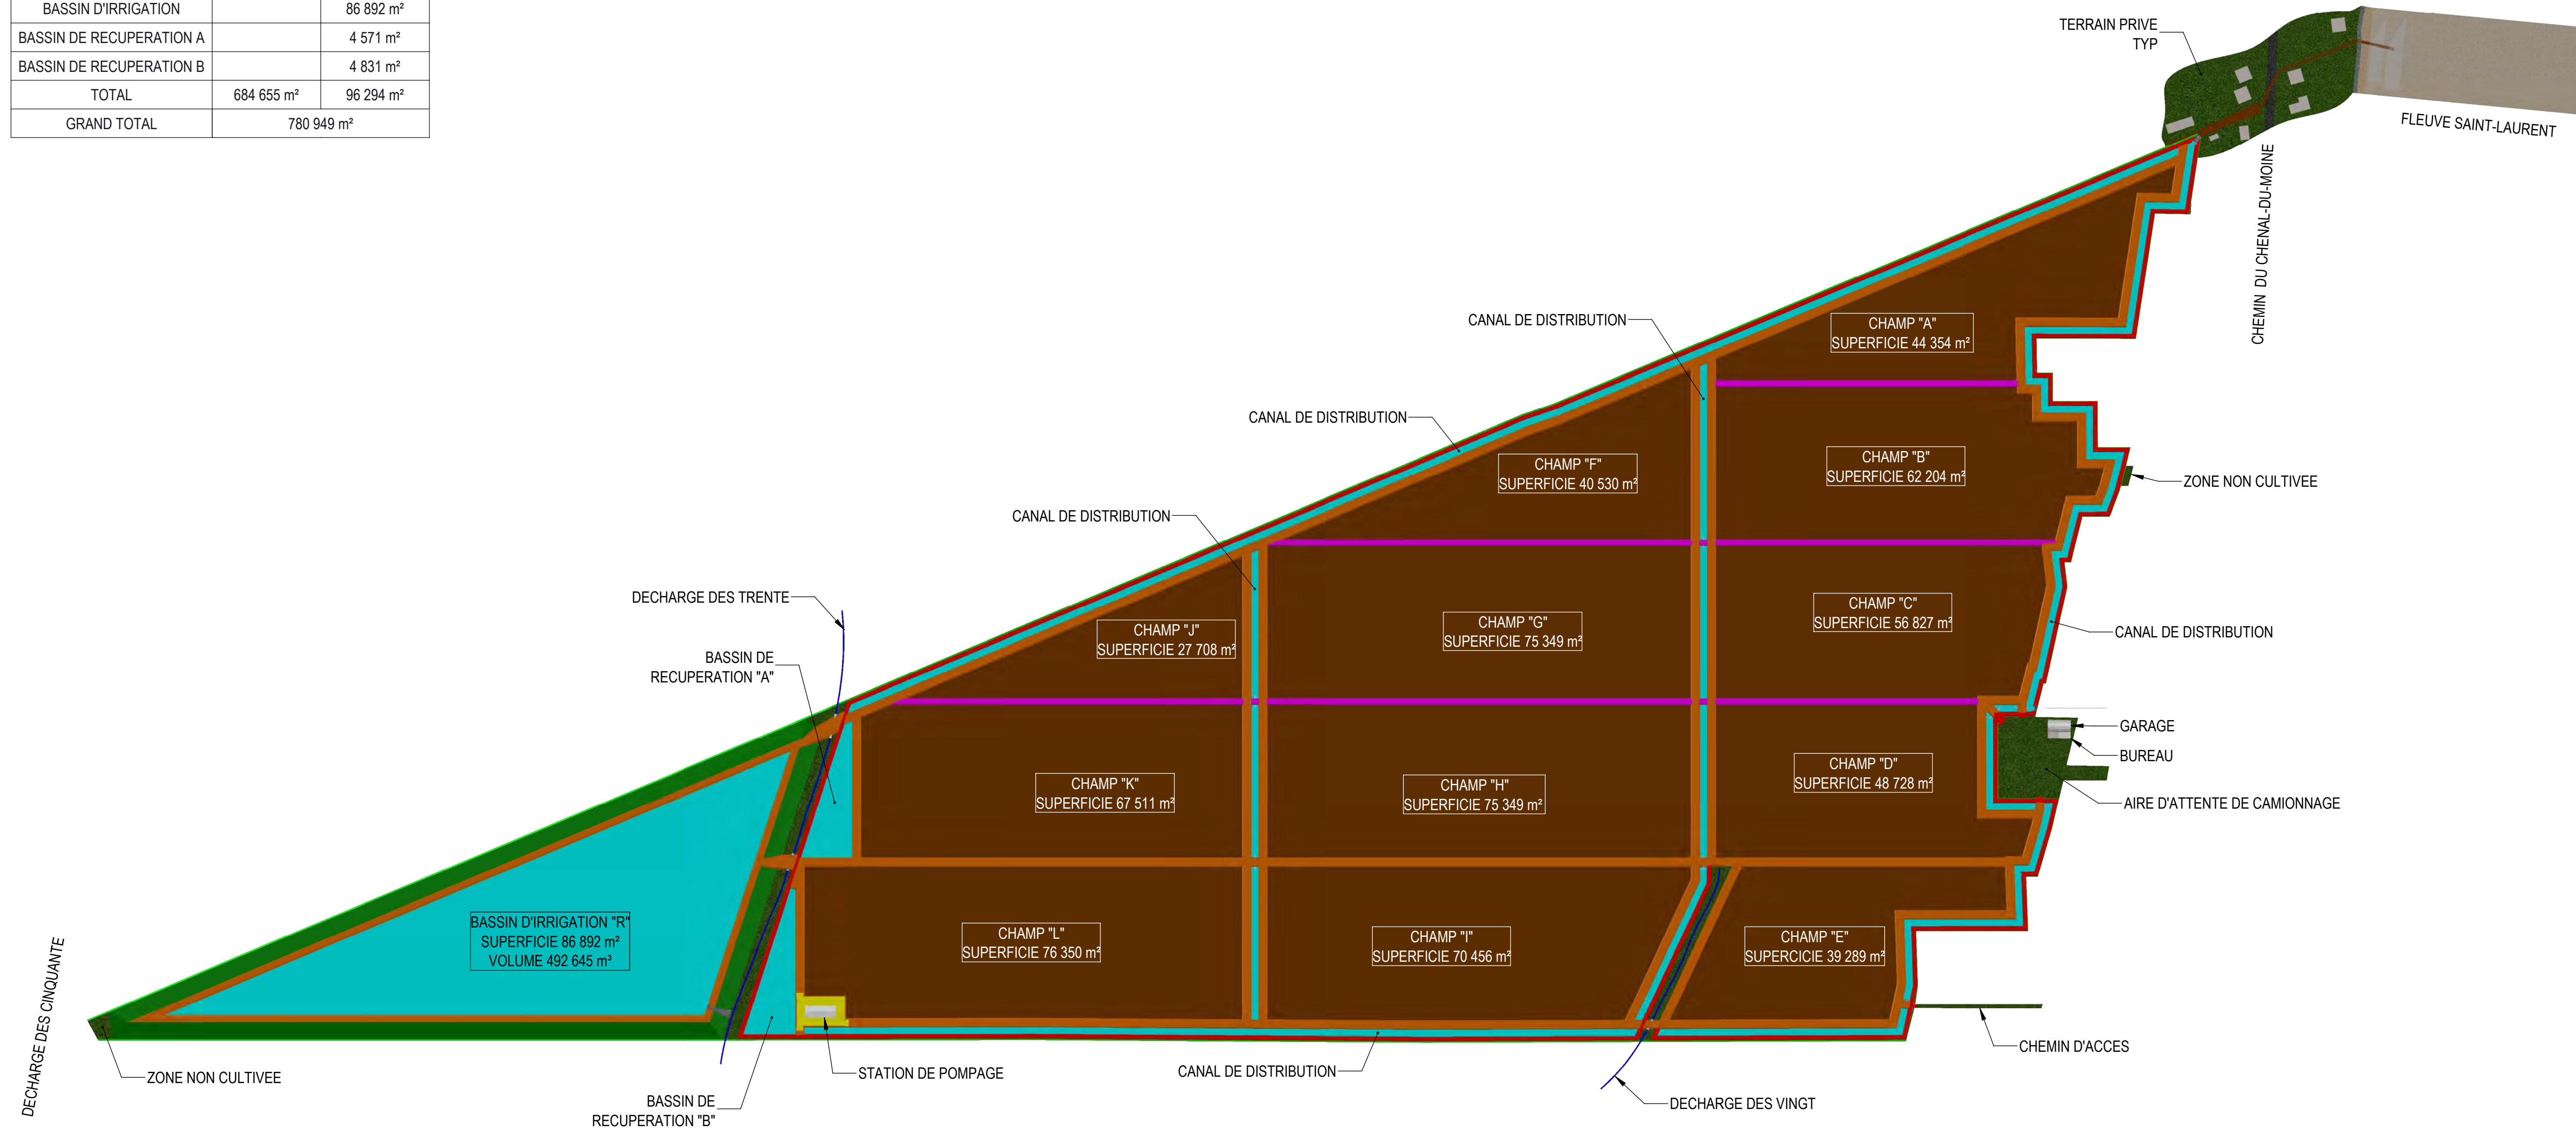 BASSIN D'IRRIGATION 86 892 m²
BASSIN DE RECUPERATION A 4 571 m²
BASSIN DE RECUPERATION B 4 831 m²
TOTAL 684 655 m² 96 294 m²
GRAND TOTAL 780 949 m²
TERRAIN PRIVE
TYP
FLEUVE SAINT-LAURENT
CHEMIN DU CHENAL-DU-MOINE
CANAL DE DISTRIBUTION
CHAMP "A"
SUPERFICIE 44 354 m²
CANAL DE DISTRIBUTION
CHAMP "F"
SUPERFICIE 40 530 m²
CHAMP "B"
SUPERFICIE 62 204 m²
ZONE NON CULTIVEE
CANAL DE DISTRIBUTION
DECHARGE DES TRENTE
BASSIN DE
RECUPERATION "A"
CHAMP "J"
SUPERFICIE 27 708 m²
CHAMP "G"
SUPERFICIE 75 349 m²
CHAMP "C"
SUPERFICIE 56 827 m²
CANAL DE DISTRIBUTION
GARAGE
BUREAU
AIRE D'ATTENTE DE CAMIONNAGE
CHAMP "K"
SUPERFICIE 67 511 m²
CHAMP "H"
SUPERFICIE 75 349 m²
CHAMP "D"
SUPERFICIE 48 728 m²
BASSIN D'IRRIGATION "R"
SUPERFICIE 86 892 m²
VOLUME 492 645 m³
CHAMP "L"
SUPERFICIE 76 350 m²
CHAMP "I"
SUPERFICIE 70 456 m²
CHAMP "E"
SUPERCICIE 39 289 m²
DECHARGE DES CINQUANTE
ZONE NON CULTIVEE
BASSIN DE
RECUPERATION "B"
STATION DE POMPAGE
CANAL DE DISTRIBUTION
DECHARGE DES VINGT
CHEMIN D'ACCES